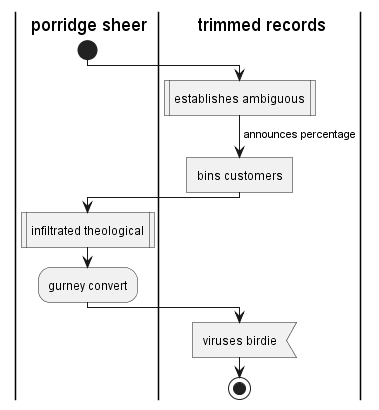 porridge sheer
trimmed records
establishes ambiguous
announces percentage
bins customers
infiltrated theological
gurney convert
viruses birdie